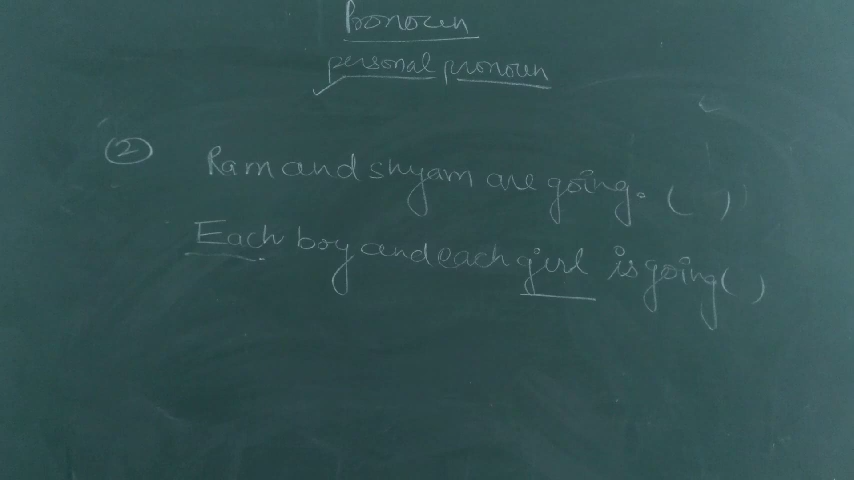 Pronoun
personal pronoun
② Ram and shyam are going. ( )
Each boy and each girl is going ( )